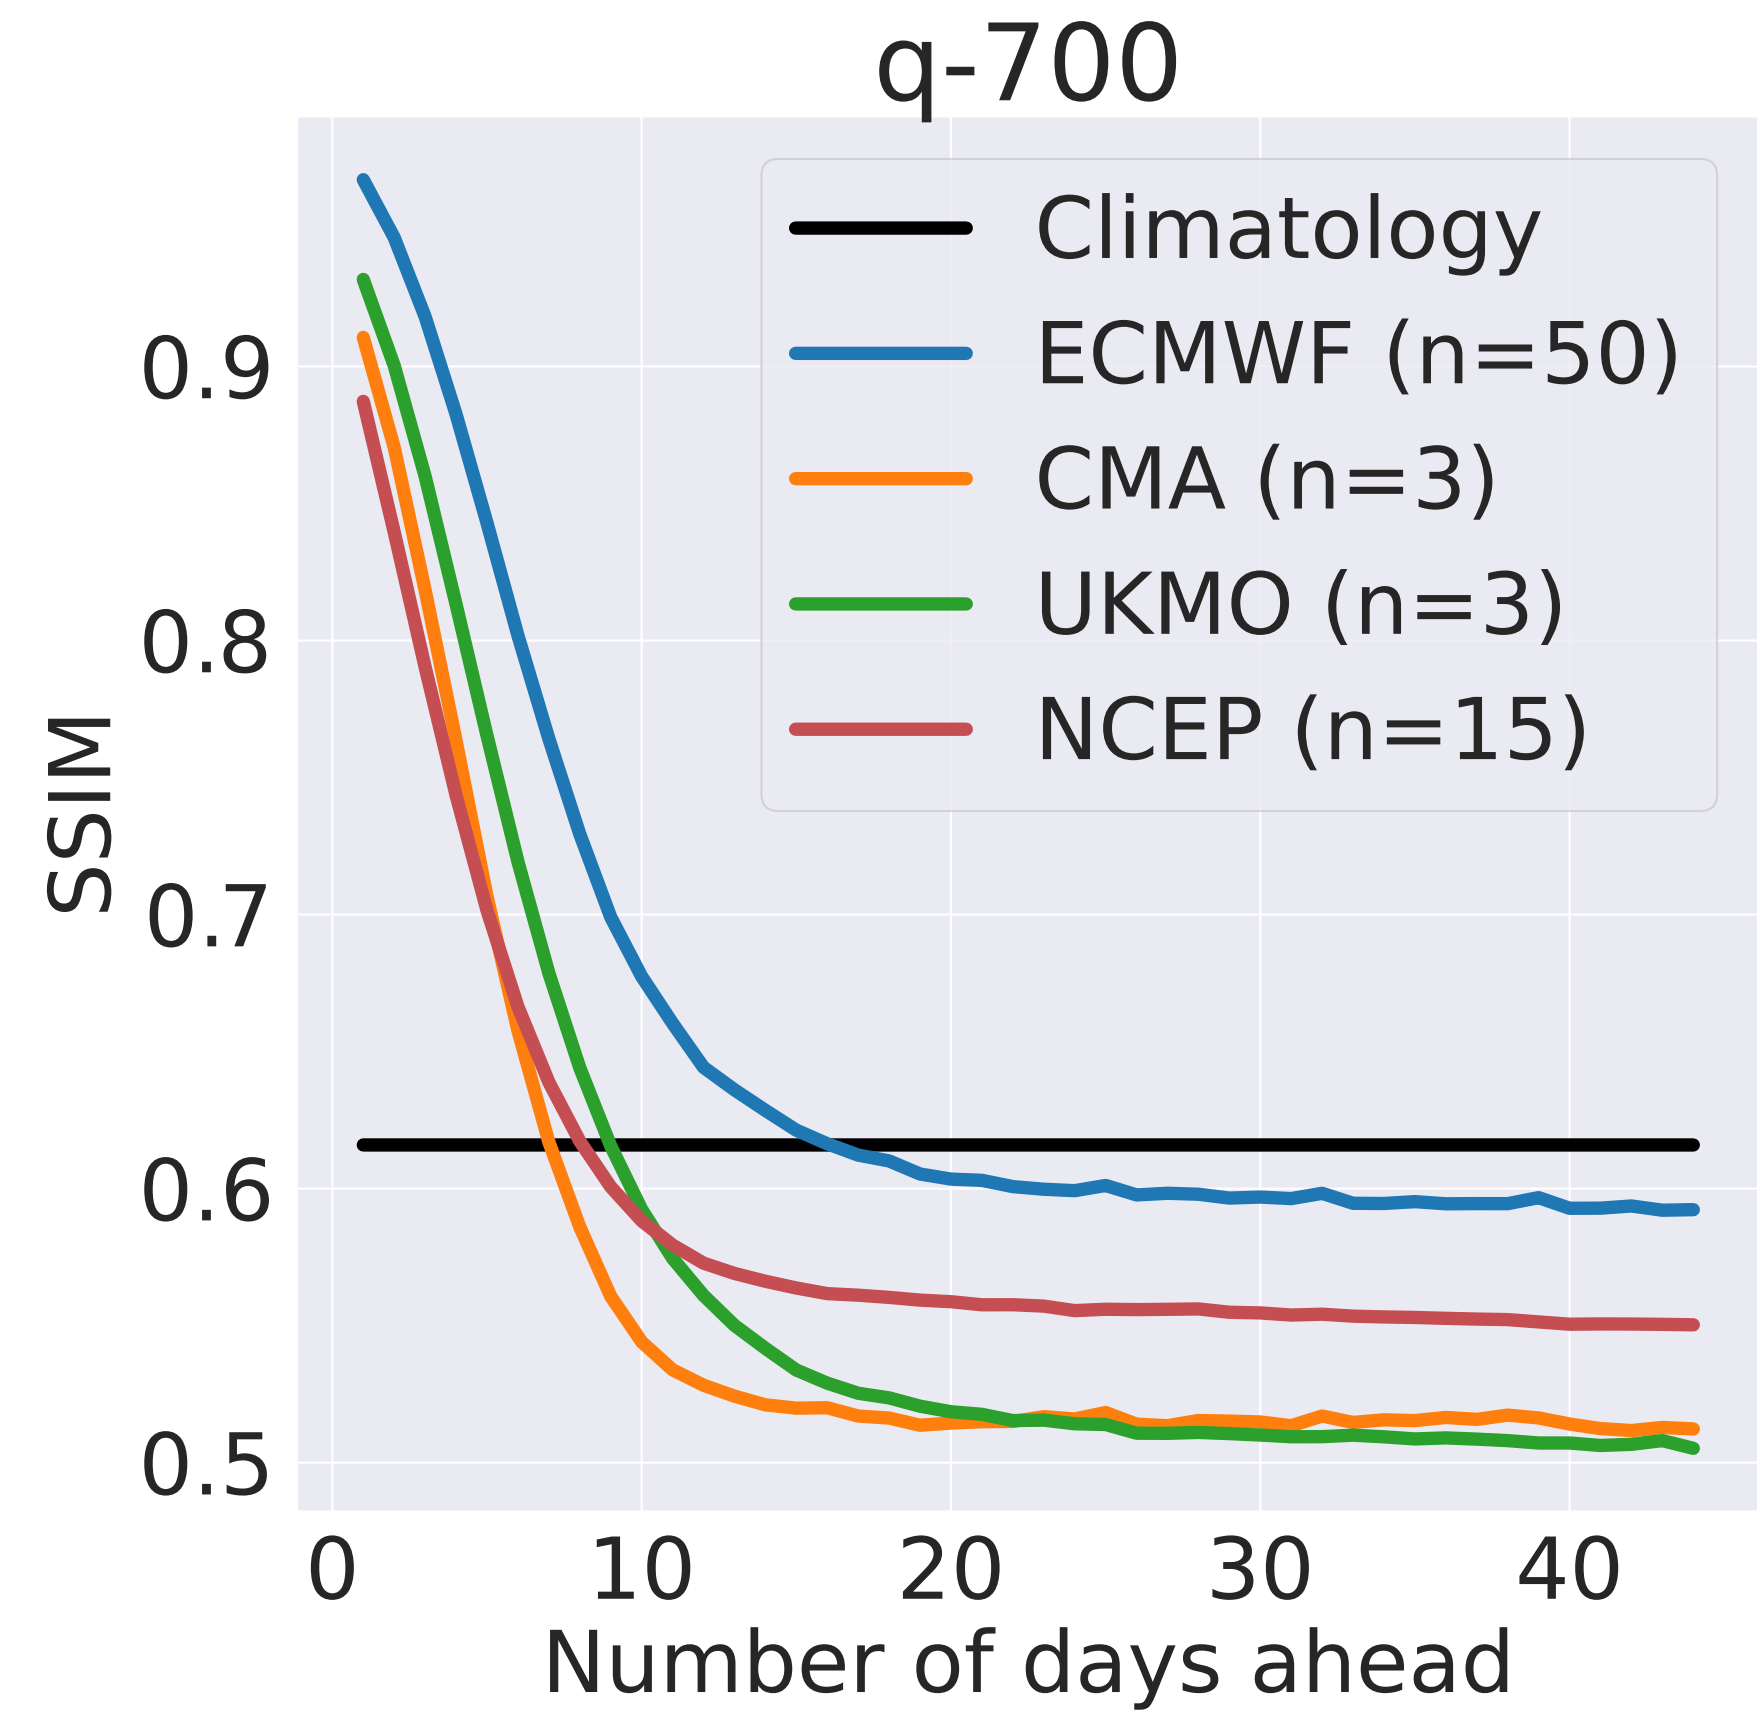 q-700
Climatology
ECMWF (n=50)
CMA (n=3)
UKMO (n=3)
NCEP (n=15)
SSIM
0.9
0.8
0.7
0.6
0.5
0 10 20 30 40
Number of days ahead